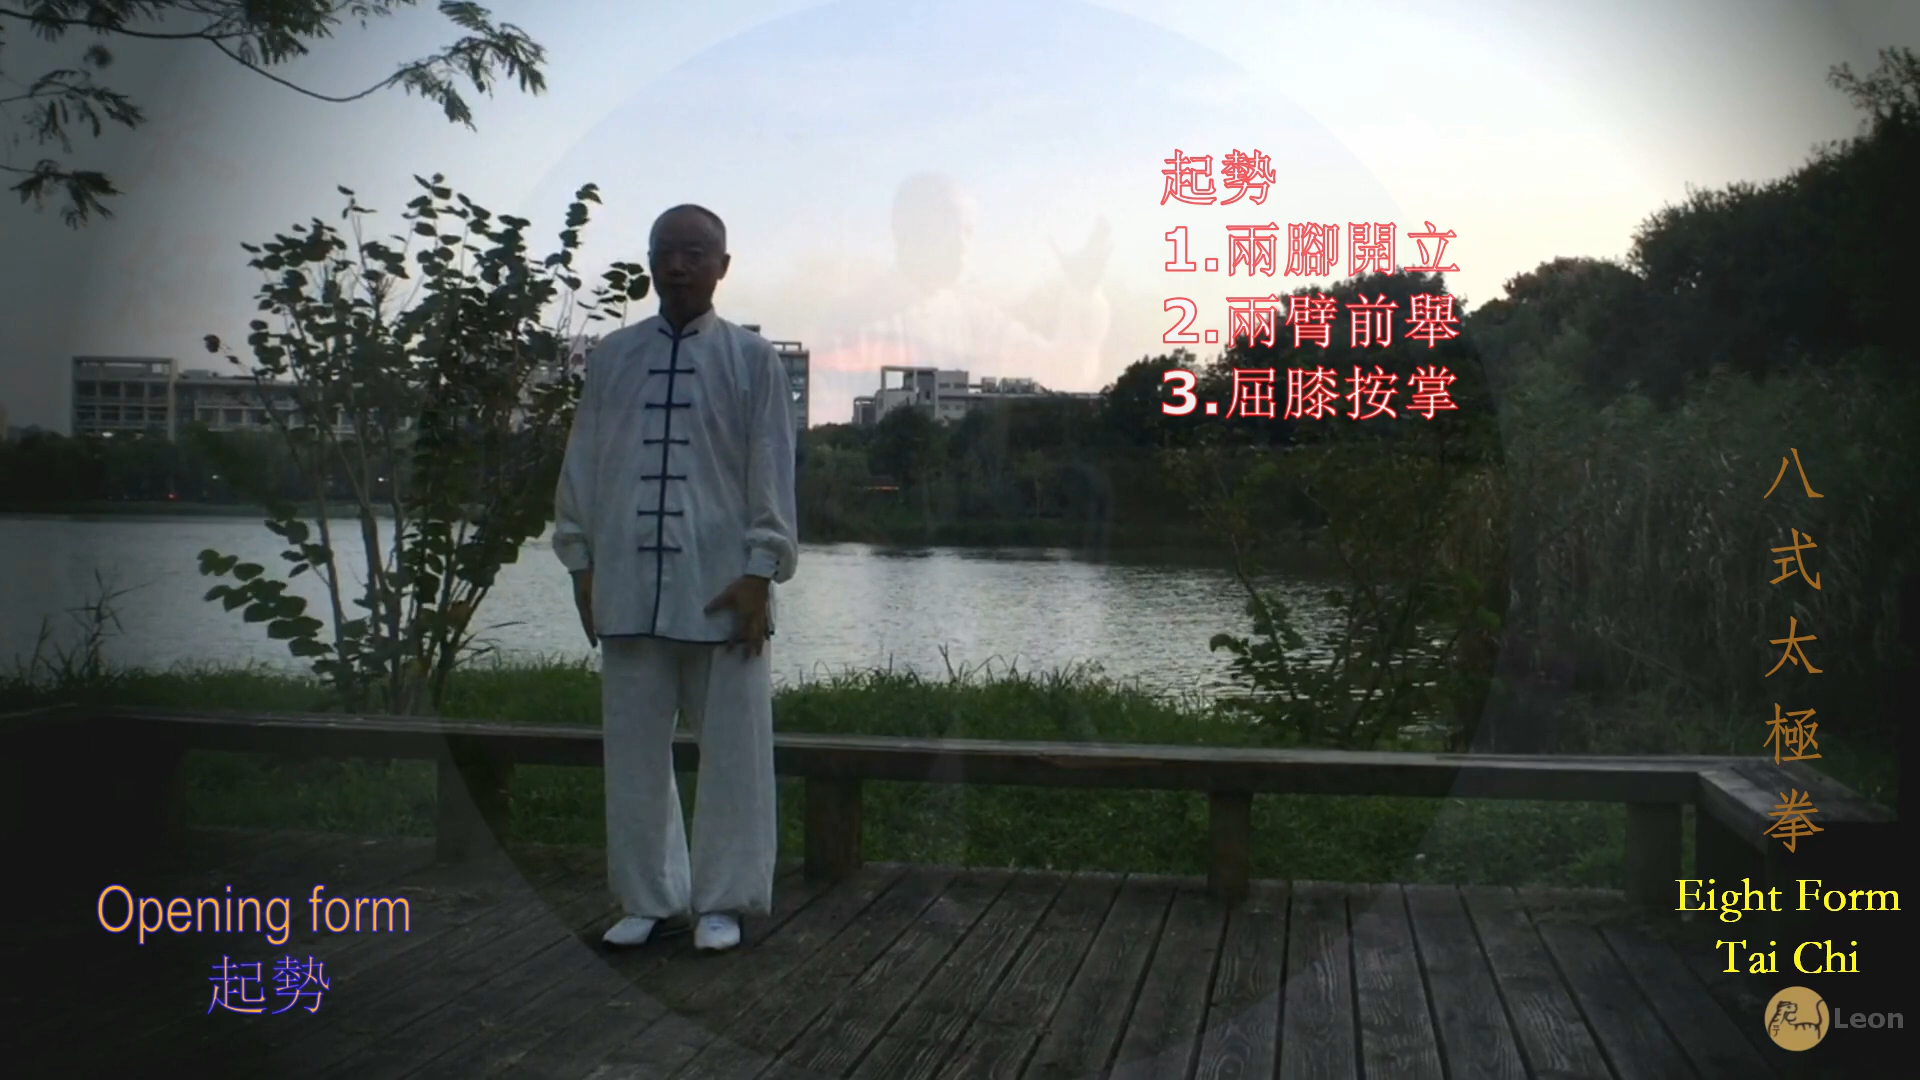 起勢
1.兩腳開立
2.兩臂前舉
3.屈膝按掌
八式太極拳
Eight Form
Tai Chi
Leon
Opening form
起勢